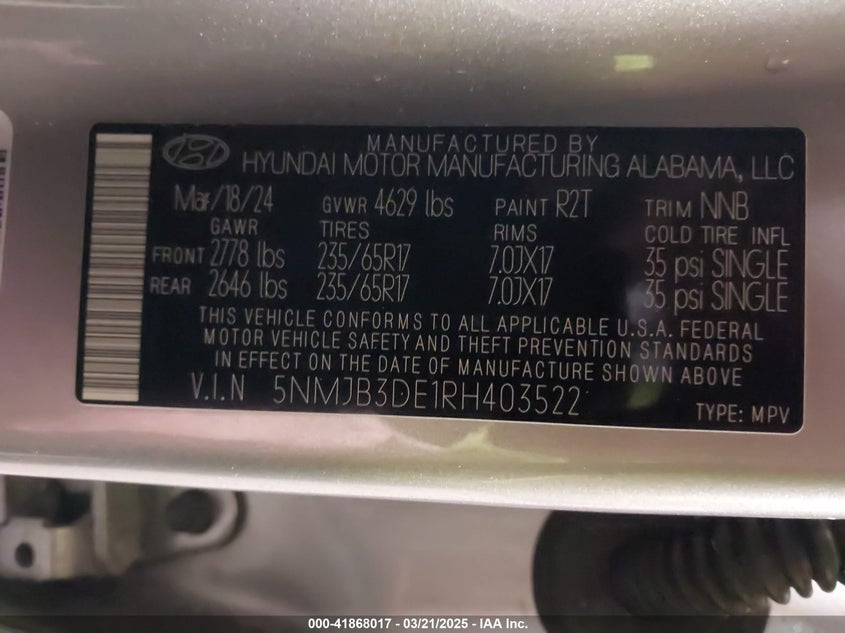 MANUFACTURED BY
HYUNDAI MOTOR MANUFACTURING ALABAMA, LLC
Mar/18/24 GVWR 4629 lbs PAINT R2T TRIM NNB
GAWR TIRES RIMS COLD TIRE INFL
FRONT 2778 lbs 235/65R17 7.0JX17 35 psi SINGLE
REAR 2646 lbs 235/65R17 7.0JX17 35 psi SINGLE
THIS VEHICLE CONFORMS TO ALL APPLICABLE U.S.A. FEDERAL
MOTOR VEHICLE SAFETY AND THEFT PREVENTION STANDARDS
IN EFFECT ON THE DATE OF MANUFACTURE SHOWN ABOVE
V.I.N 5NMJB3DE1RH403522
TYPE: MPV
000-41868017 — 03/21/2025 — IAA Inc.